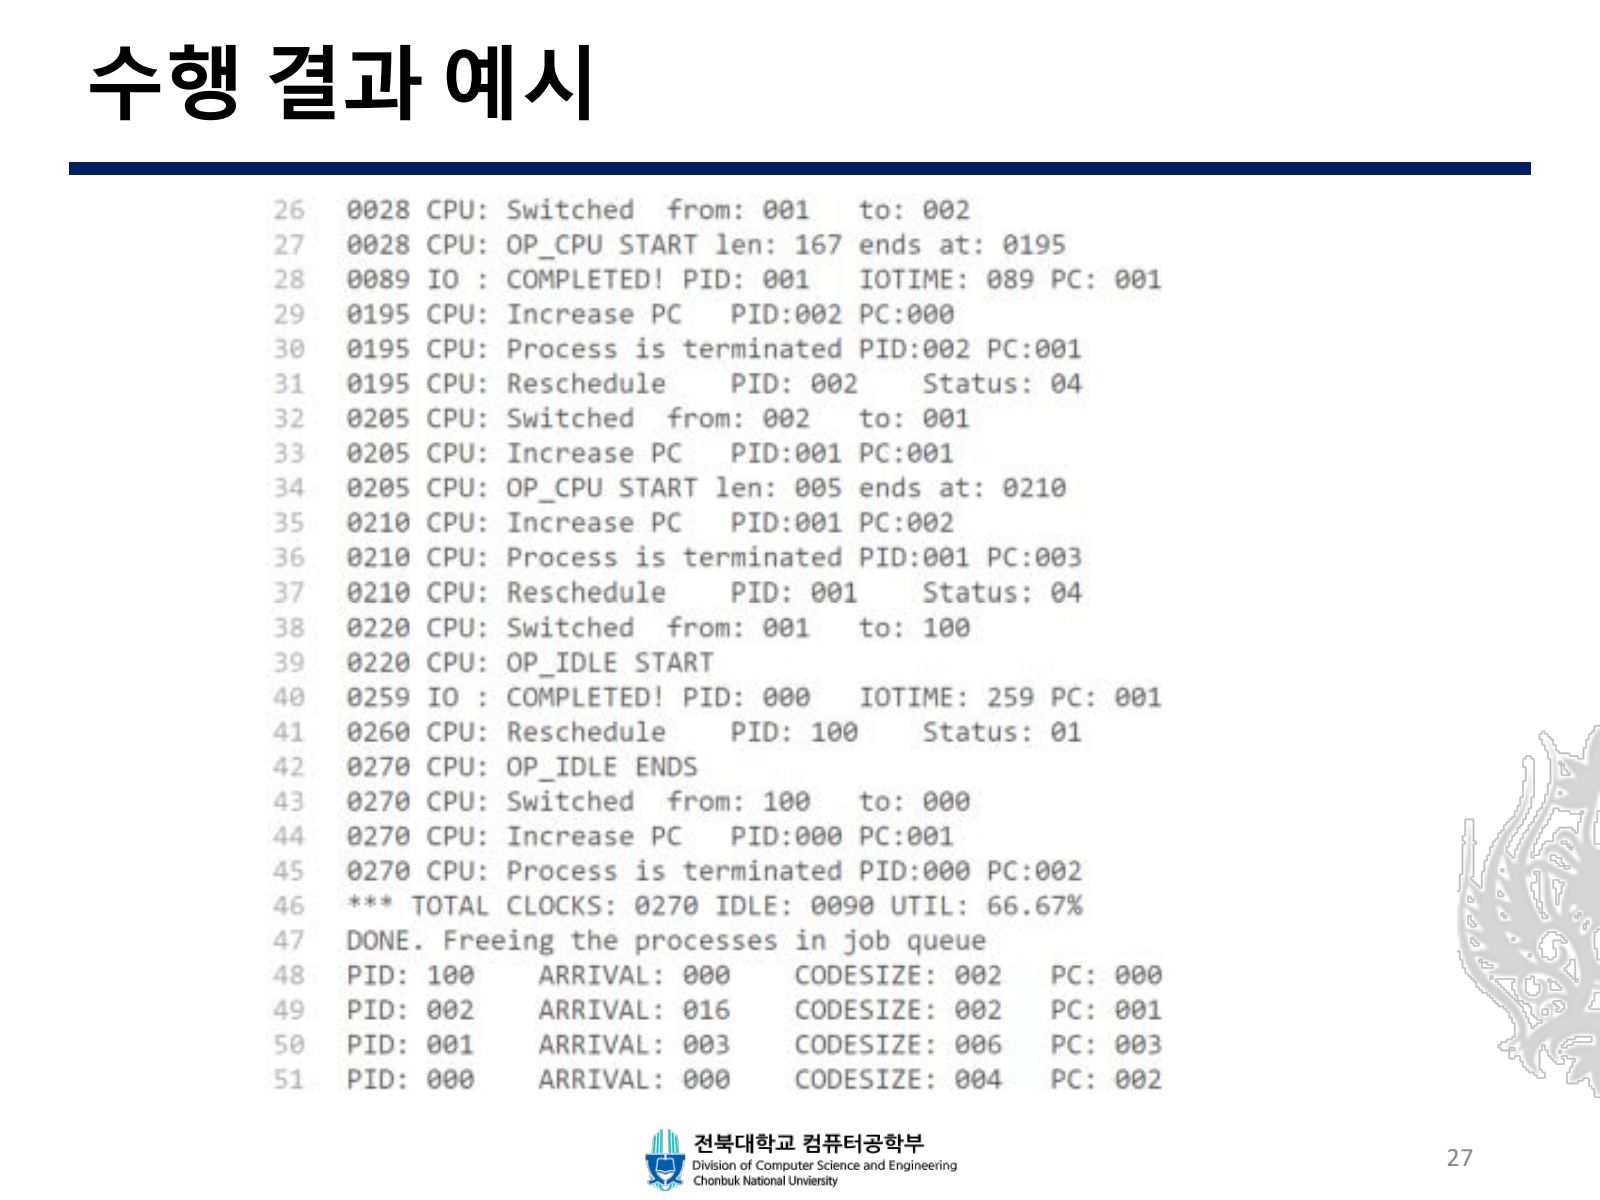 수행 결과 예시
26 0028 CPU: Switched from: 001 to: 002
27 0028 CPU: OP_CPU START len: 167 ends at: 0195
28 0089 IO : COMPLETED! PID: 001 IOTIME: 089 PC: 001
29 0195 CPU: Increase PC PID:002 PC:000
30 0195 CPU: Process is terminated PID:002 PC:001
31 0195 CPU: Reschedule PID: 002 Status: 04
32 0205 CPU: Switched from: 002 to: 001
33 0205 CPU: Increase PC PID:001 PC:001
34 0205 CPU: OP_CPU START len: 005 ends at: 0210
35 0210 CPU: Increase PC PID:001 PC:002
36 0210 CPU: Process is terminated PID:001 PC:003
37 0210 CPU: Reschedule PID: 001 Status: 04
38 0220 CPU: Switched from: 001 to: 100
39 0220 CPU: OP_IDLE START
40 0259 IO : COMPLETED! PID: 000 IOTIME: 259 PC: 001
41 0260 CPU: Reschedule PID: 100 Status: 01
42 0270 CPU: OP_IDLE ENDS
43 0270 CPU: Switched from: 100 to: 000
44 0270 CPU: Increase PC PID:000 PC:001
45 0270 CPU: Process is terminated PID:000 PC:002
46 *** TOTAL CLOCKS: 0270 IDLE: 0090 UTIL: 66.67%
47 DONE. Freeing the processes in job queue
48 PID: 100 ARRIVAL: 000 CODESIZE: 002 PC: 000
49 PID: 002 ARRIVAL: 016 CODESIZE: 002 PC: 001
50 PID: 001 ARRIVAL: 003 CODESIZE: 006 PC: 003
51 PID: 000 ARRIVAL: 000 CODESIZE: 004 PC: 002
전북대학교 컴퓨터공학부
Division of Computer Science and Engineering
Chonbuk National Unviersity
27